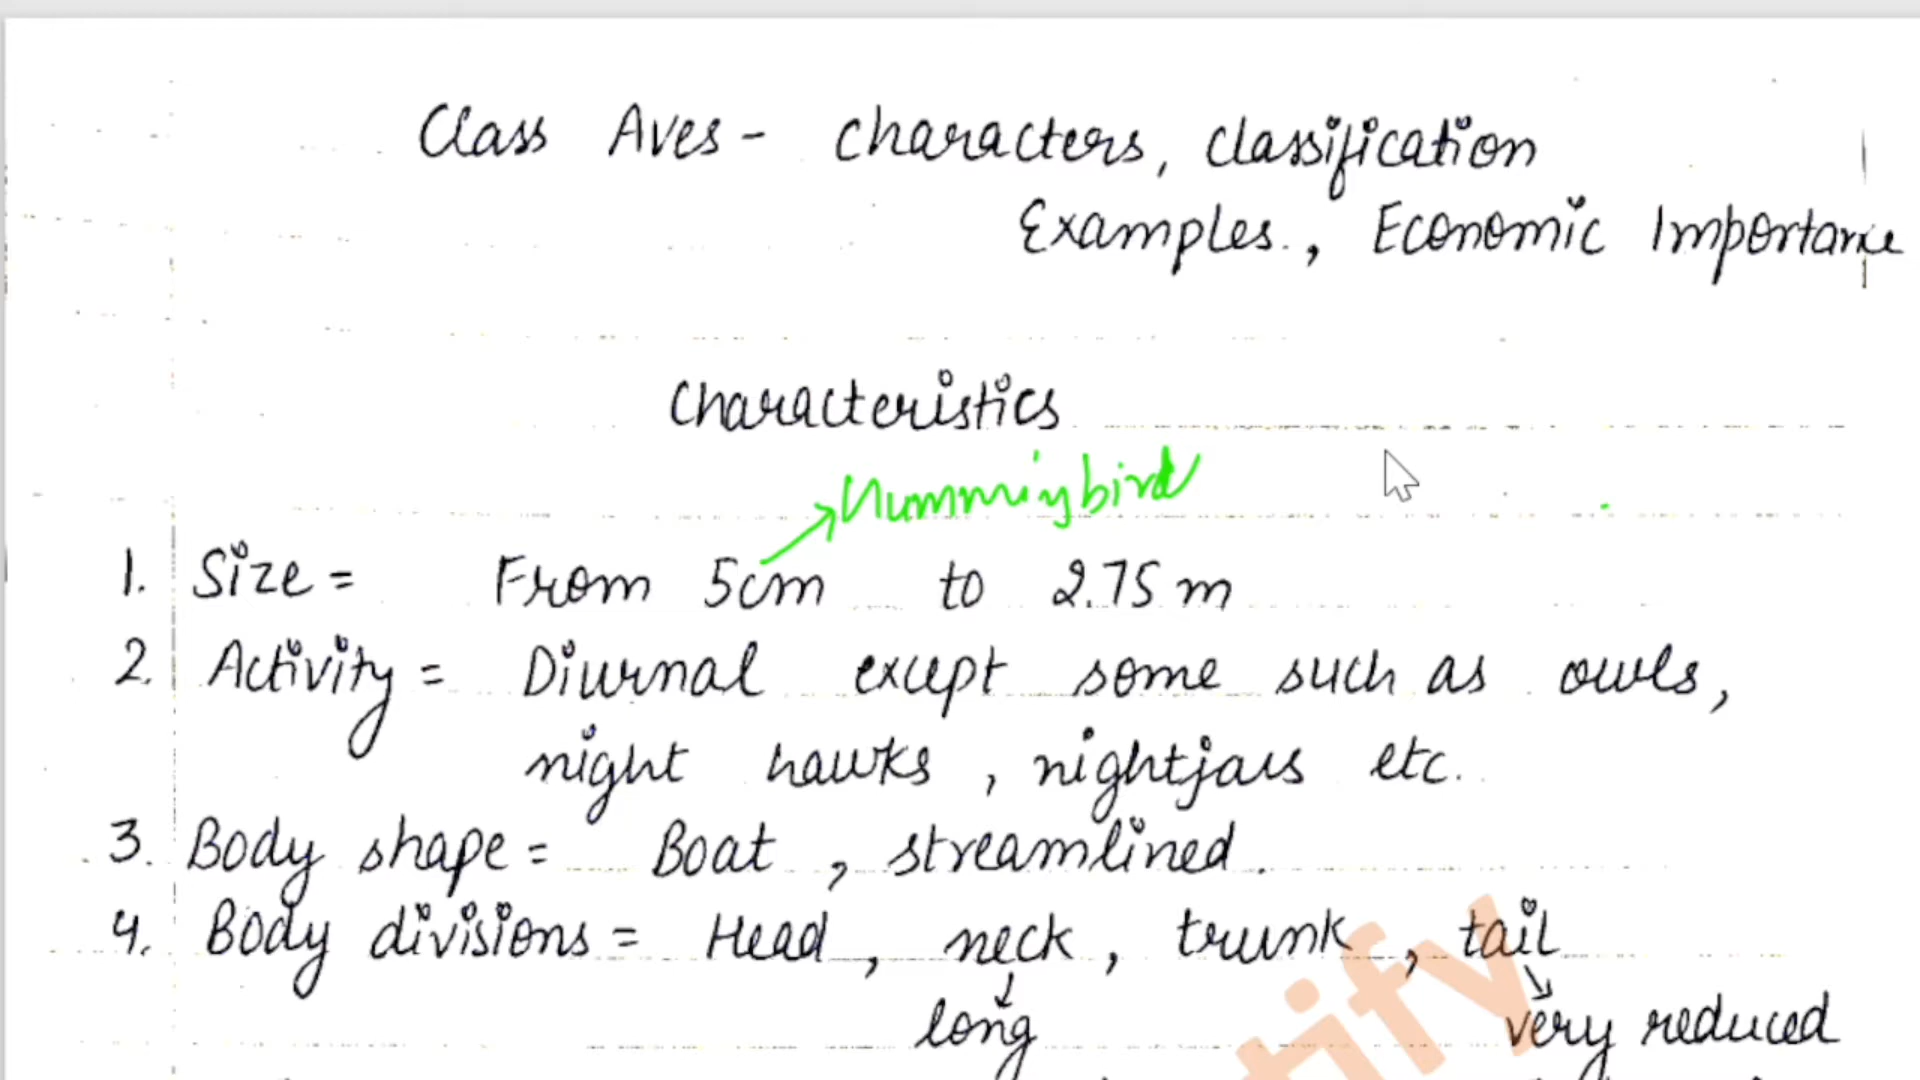 Class Aves - Characters, Classification
Examples., Economic Importance
Characteristics
Hummingbird
1. Size = From 5cm to 2.75 m
2. Activity = Diurnal except some such as owls,
night hawks, nightjars etc.
3. Body shape = Boat, streamlined.
4. Body divisions = Head, neck, trunk, tail
long very reduced